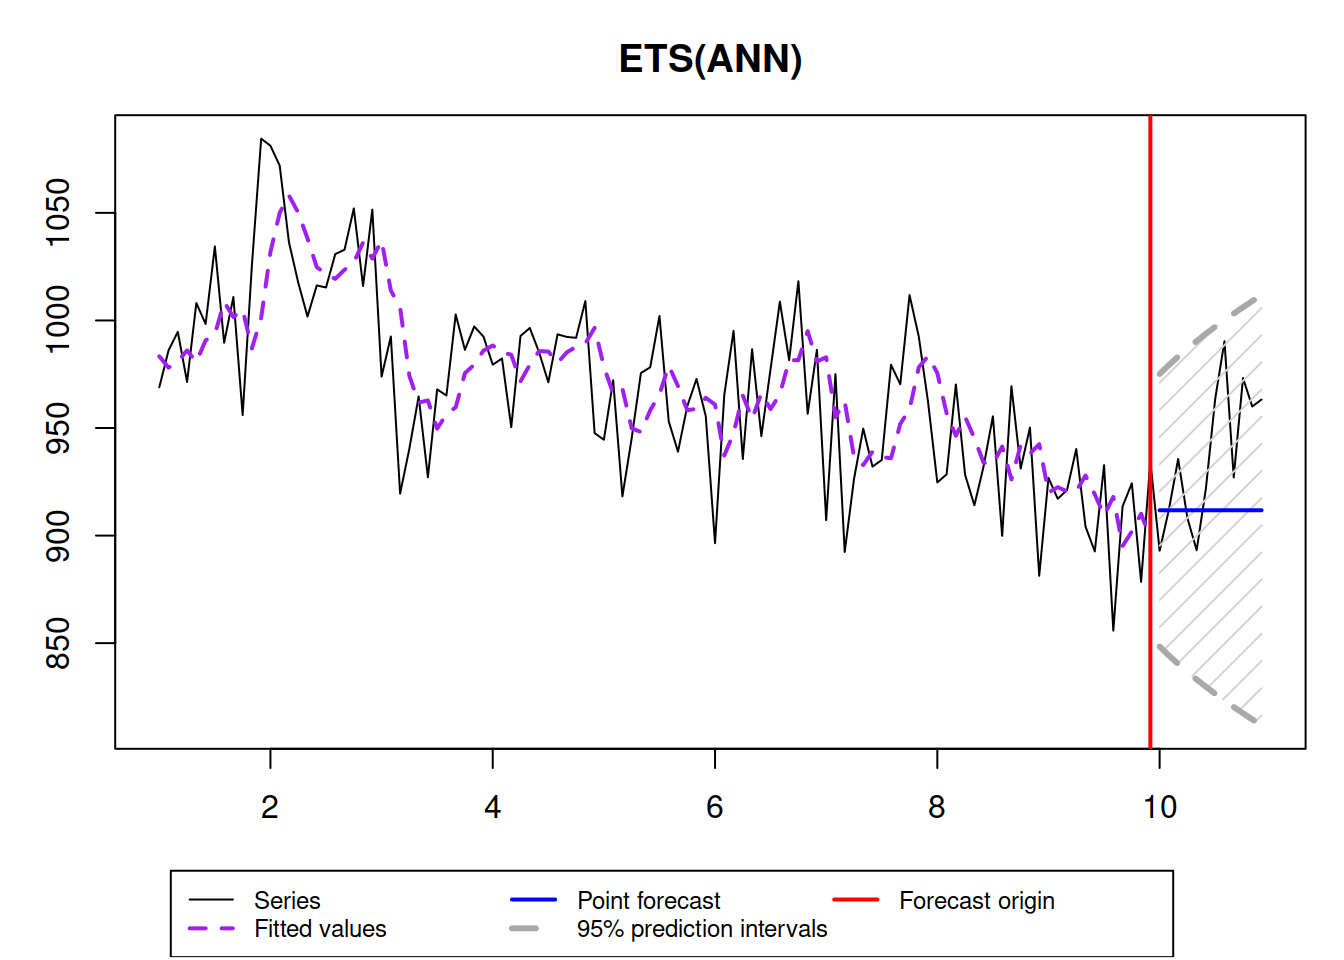 ETS(ANN)
1050
1000
950
900
850
2 4 6 8 10
Series Point forecast Forecast origin
Fitted values 95% prediction intervals